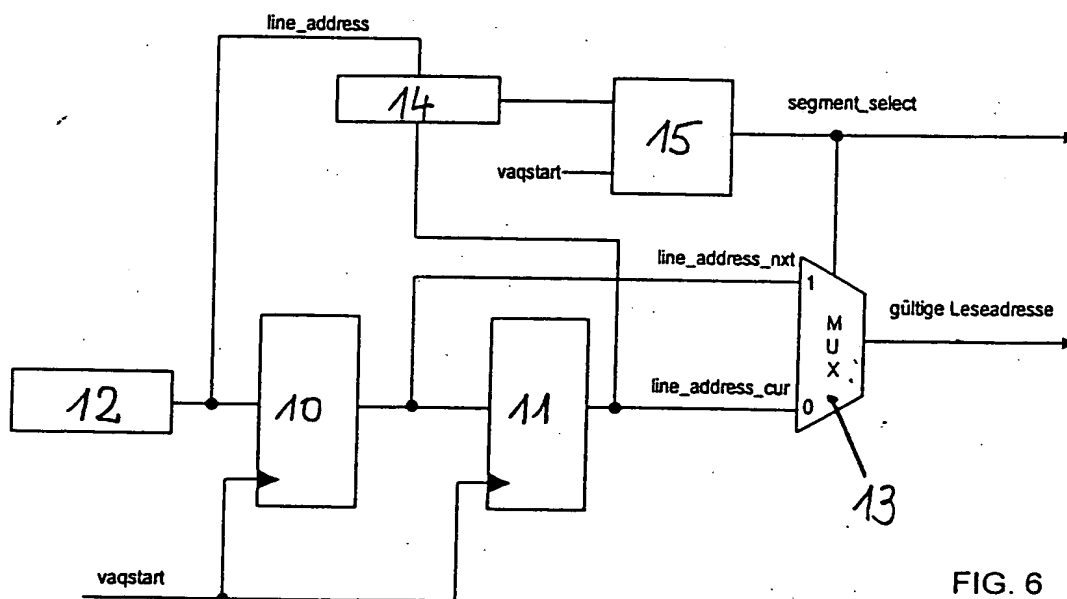 line_address
14
15
segment_select
vaqstart
line_address_nxt
1
M
U
X
gültige Leseadresse
12
10
11
line_address_cur
0
13
vaqstart
FIG. 6